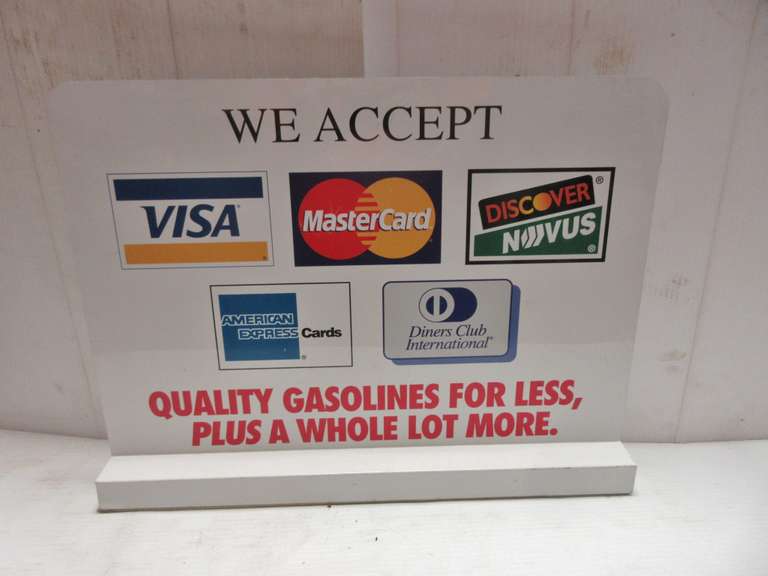 WE ACCEPT
VISA
MasterCard
DISCOVER®
NOVUS®
AMERICAN
EXPRESS Cards
®
Diners Club
International®
QUALITY GASOLINES FOR LESS,
PLUS A WHOLE LOT MORE.